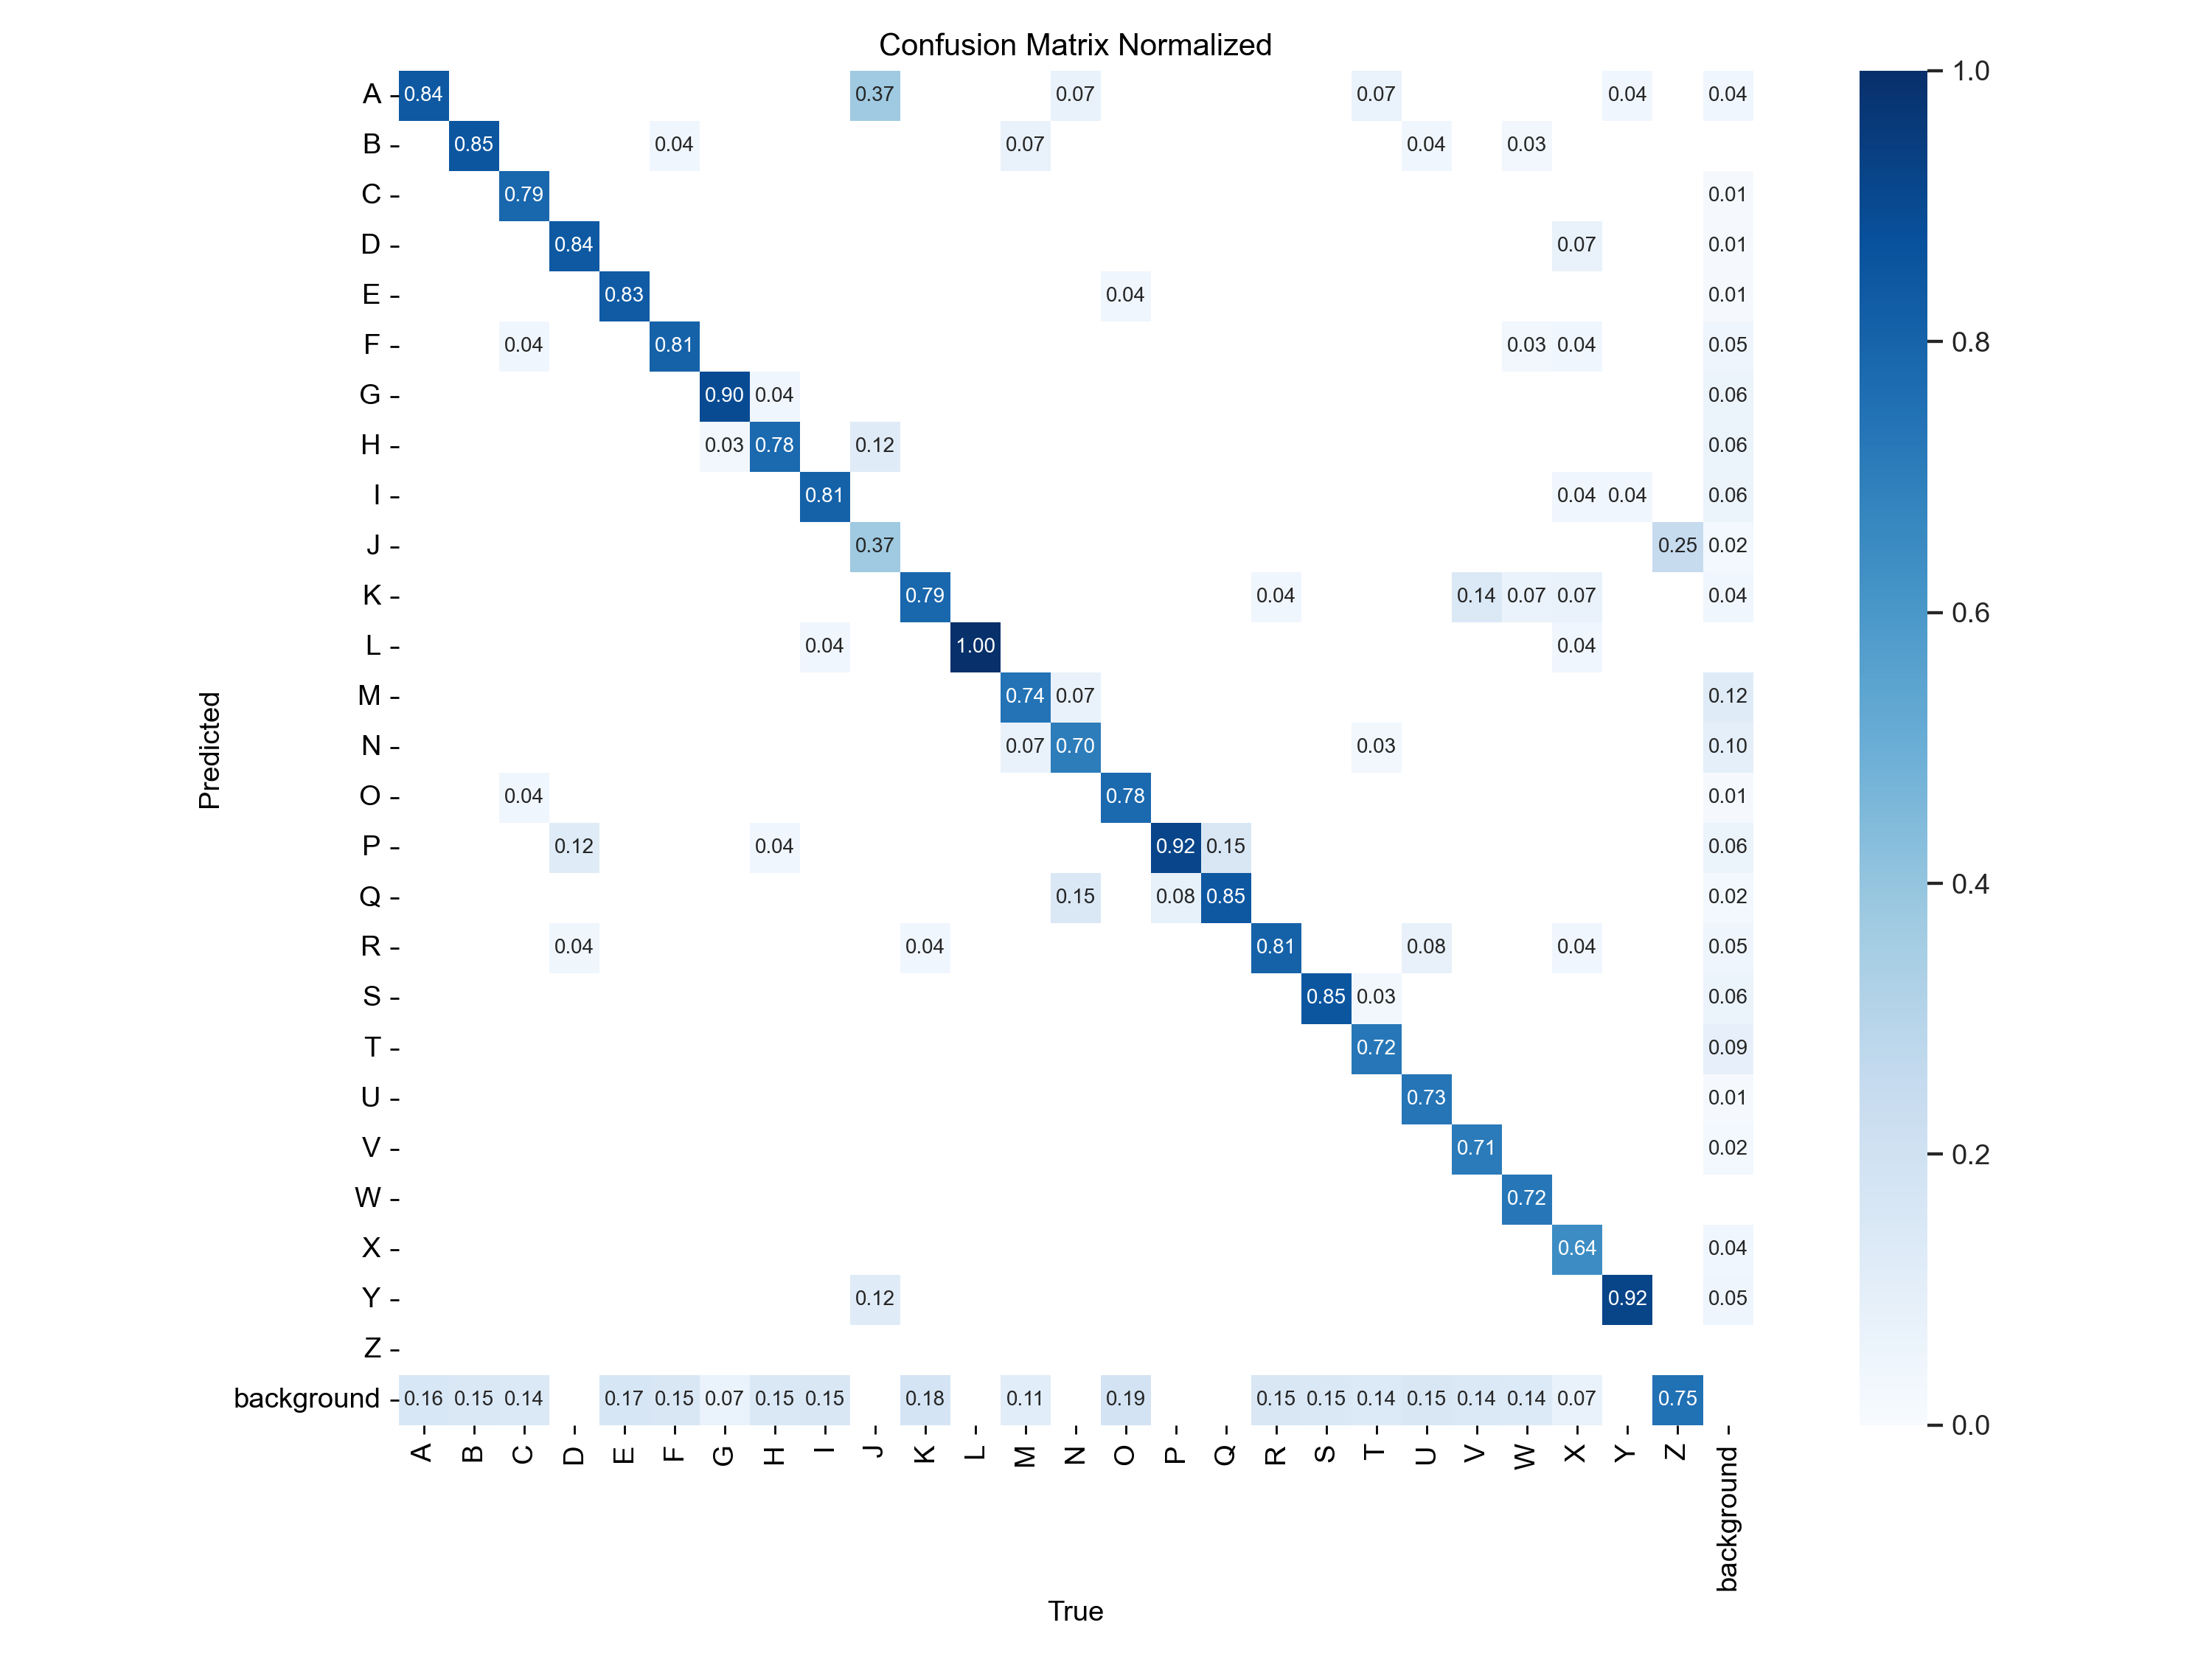 Confusion Matrix Normalized
A 0.84 0.37 0.07 0.07 0.04 0.04 1.0
B 0.85 0.04 0.07 0.04 0.03
C 0.79 0.01
D 0.84 0.07 0.01
E 0.83 0.04 0.01
F 0.04 0.81 0.03 0.04 0.05 0.8
G 0.90 0.04 0.06
H 0.03 0.78 0.12 0.06
I 0.81 0.04 0.04 0.06
J 0.37 0.25 0.02
K 0.79 0.04 0.14 0.07 0.07 0.04 0.6
L 0.04 1.00 0.04
M 0.74 0.07 0.12
Predicted
N 0.07 0.70 0.03 0.10
O 0.04 0.78 0.01
P 0.12 0.04 0.92 0.15 0.06
Q 0.15 0.08 0.85 0.02 0.4
R 0.04 0.04 0.81 0.08 0.04 0.05
S 0.85 0.03 0.06
T 0.72 0.09
U 0.73 0.01
V 0.71 0.02 0.2
W 0.72
X 0.64 0.04
Y 0.12 0.92 0.05
Z
background 0.16 0.15 0.14 0.17 0.15 0.07 0.15 0.15 0.18 0.11 0.19 0.15 0.15 0.14 0.15 0.14 0.14 0.07 0.75 0.0
A B C D E F G H I J K L M N O P Q R S T U V W X Y Z background
True